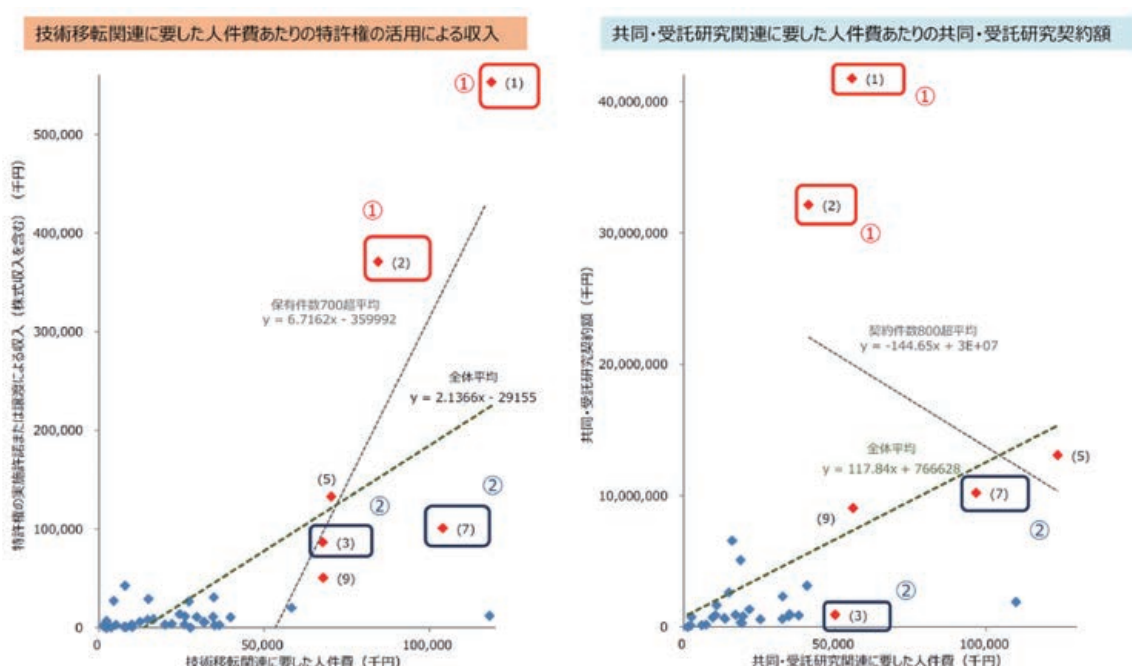 技術移転関連に要した人件費あたりの特許権の活用による収入
特許権の実施許諾または譲渡による収入（株式収入を含む）（千円）
500,000
400,000
300,000
200,000
100,000
0
①
(1)
①
(2)
保有件数700超平均
y = 6.7162x - 359992
全体平均
y = 2.1366x - 29155
(5)
②
(3)
②
(7)
(9)
0
50,000
100,000
技術移転関連に要した人件費（千円）
共同・受託研究関連に要した人件費あたりの共同・受託研究契約額
共同・受託研究契約額（千円）
40,000,000
30,000,000
20,000,000
10,000,000
0
(1)
①
(2)
①
契約件数800超平均
y = -144.65x + 3E+07
全体平均
y = 117.84x + 766628
(5)
(7)
②
(9)
②
(3)
0
50,000
100,000
共同・受託研究関連に要した人件費（千円）